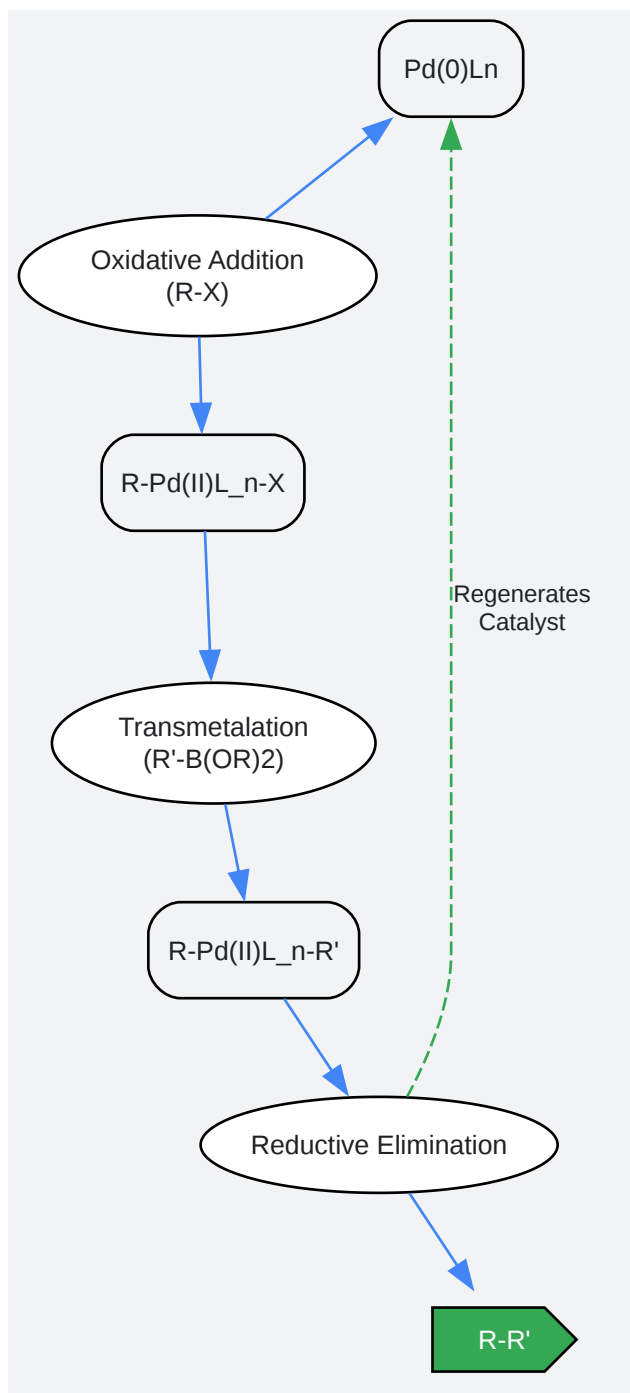 Pd(0)Ln
Oxidative Addition
(R-X)
R-Pd(II)L_n-X
Regenerates
Catalyst
Transmetalation
(R'-B(OR)2)
R-Pd(II)L_n-R'
Reductive Elimination
R-R'